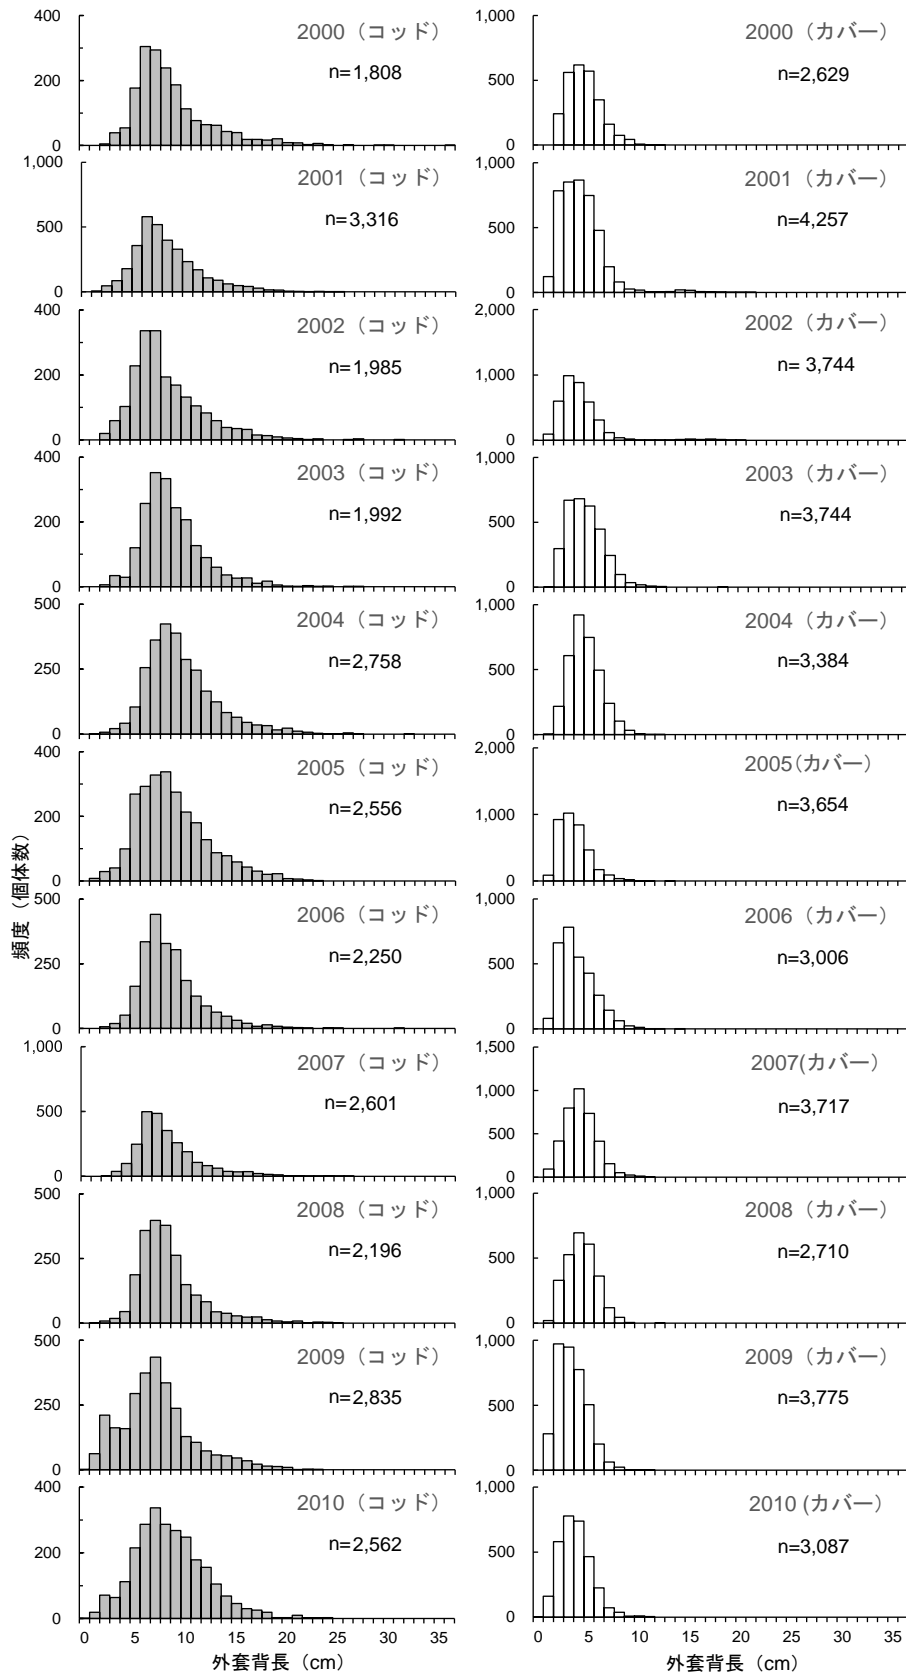 400
200
0
2000（コッド）
n=1,808
1,000
500
0
2000（カバー）
n=2,629
1,000
500
0
2001（コッド）
n=3,316
1,000
500
0
2001（カバー）
n=4,257
400
200
0
2002（コッド）
n=1,985
2,000
1,000
0
2002（カバー）
n= 3,744
400
200
0
2003（コッド）
n=1,992
1,000
500
0
2003（カバー）
n=3,744
500
250
0
2004（コッド）
n=2,758
1,000
500
0
2004（カバー）
n=3,384
400
200
0
2005（コッド）
n=2,556
2,000
1,000
0
2005(カバー）
n=3,654
頻度（個体数）
500
250
0
2006（コッド）
n=2,250
1,000
500
0
2006（カバー）
n=3,006
1,000
500
0
2007（コッド）
n=2,601
1,500
1,000
500
0
2007(カバー）
n=3,717
500
250
0
2008（コッド）
n=2,196
1,000
500
0
2008（カバー）
n=2,710
500
250
0
2009（コッド）
n=2,835
1,000
500
0
2009（カバー）
n=3,775
400
200
0
2010（コッド）
n=2,562
1,000
500
0
2010 (カバー）
n=3,087
0 5 10 15 20 25 30 35
外套背長（cm）
0 5 10 15 20 25 30 35
外套背長（cm）